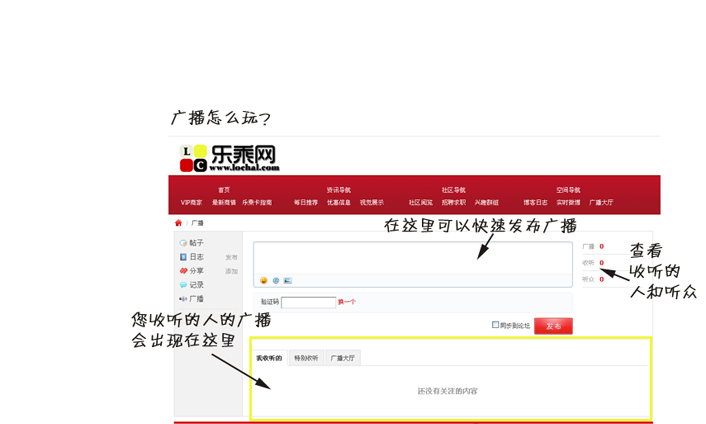 广播怎么玩?
L C 乐乘网
www.lochai.com
首页 资讯导航 社区导航 空间导航
VIP商家 最新商铺 乐乘卡指南 每日推荐 优惠信息 视觉展示 社区阅览 招聘求职 兴趣群组 博客日志 实时微博 广播大厅
广播
在这里可以快速发布广播
帖子
日志 发布
分享 添加
记录
广播
广播 0
收听 0
听众 0
查看
收听的
人和听众
验证码 换一个
您收听的人的广播
会出现在这里
同步到论坛 发布
我收听的 特别收听 广播大厅
还没有关注的内容